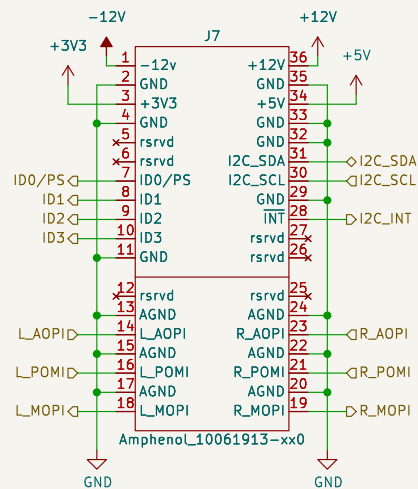 -12V
+12V
+3V3
J7
+5V
1 -12v +12V 36
2 GND GND 35
3 +3V3 +5V 34
4 GND GND 33
5 rsrvd GND 32
6 rsrvd I2C_SDA 31 I2C_SDA
ID0/PS 7 ID0/PS I2C_SCL 30 I2C_SCL
ID1 8 ID1 GND 29
ID2 9 ID2 INT 28 I2C_INT
ID3 10 ID3 rsrvd 27
11 GND rsrvd 26
12 rsrvd rsrvd 25
13 AGND AGND 24
L_AOPI 14 L_AOPI R_AOPI 23 R_AOPI
15 AGND AGND 22
L_POMI 16 L_POMI R_POMI 21 R_POMI
17 AGND AGND 20
L_MOPI 18 L_MOPI R_MOPI 19 R_MOPI
Amphenol_10061913-xx0
GND
GND